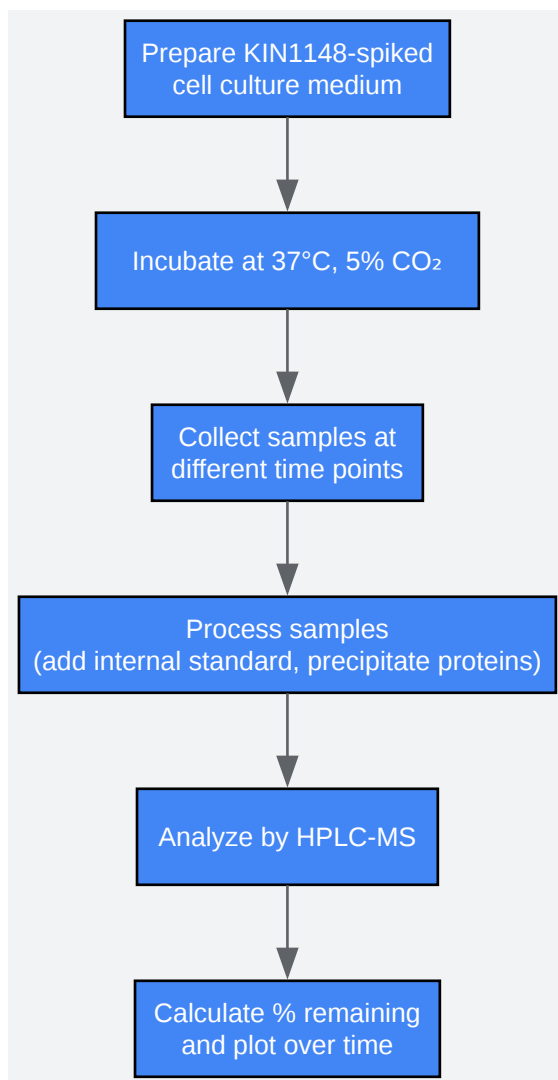 Prepare KIN1148-spiked
cell culture medium
Incubate at 37°C, 5% CO₂
Collect samples at
different time points
Process samples
(add internal standard, precipitate proteins)
Analyze by HPLC-MS
Calculate % remaining
and plot over time